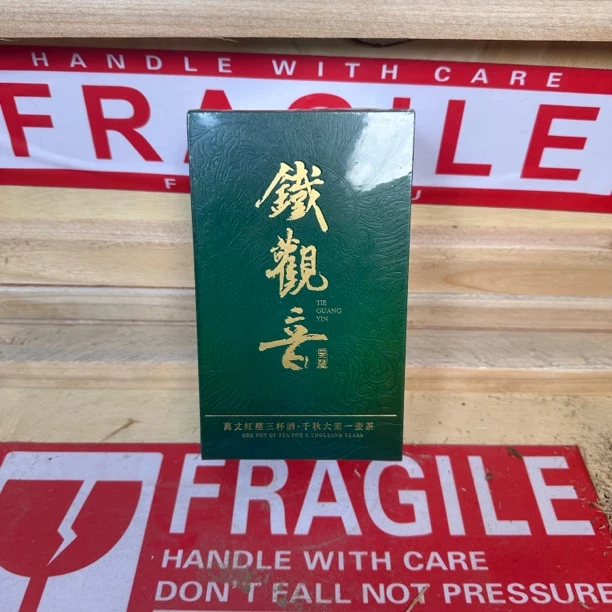 HANDLE WITH CARE
FRAGILE
鐵觀音
TIE
GUANG
YIN
萬丈紅塵三杯酒·千秋大業一壺茶
ONE POT OF TEA FOR A THOUSAND YEARS
FRAGILE
HANDLE WITH CARE
DON'T FALL NOT PRESSURE